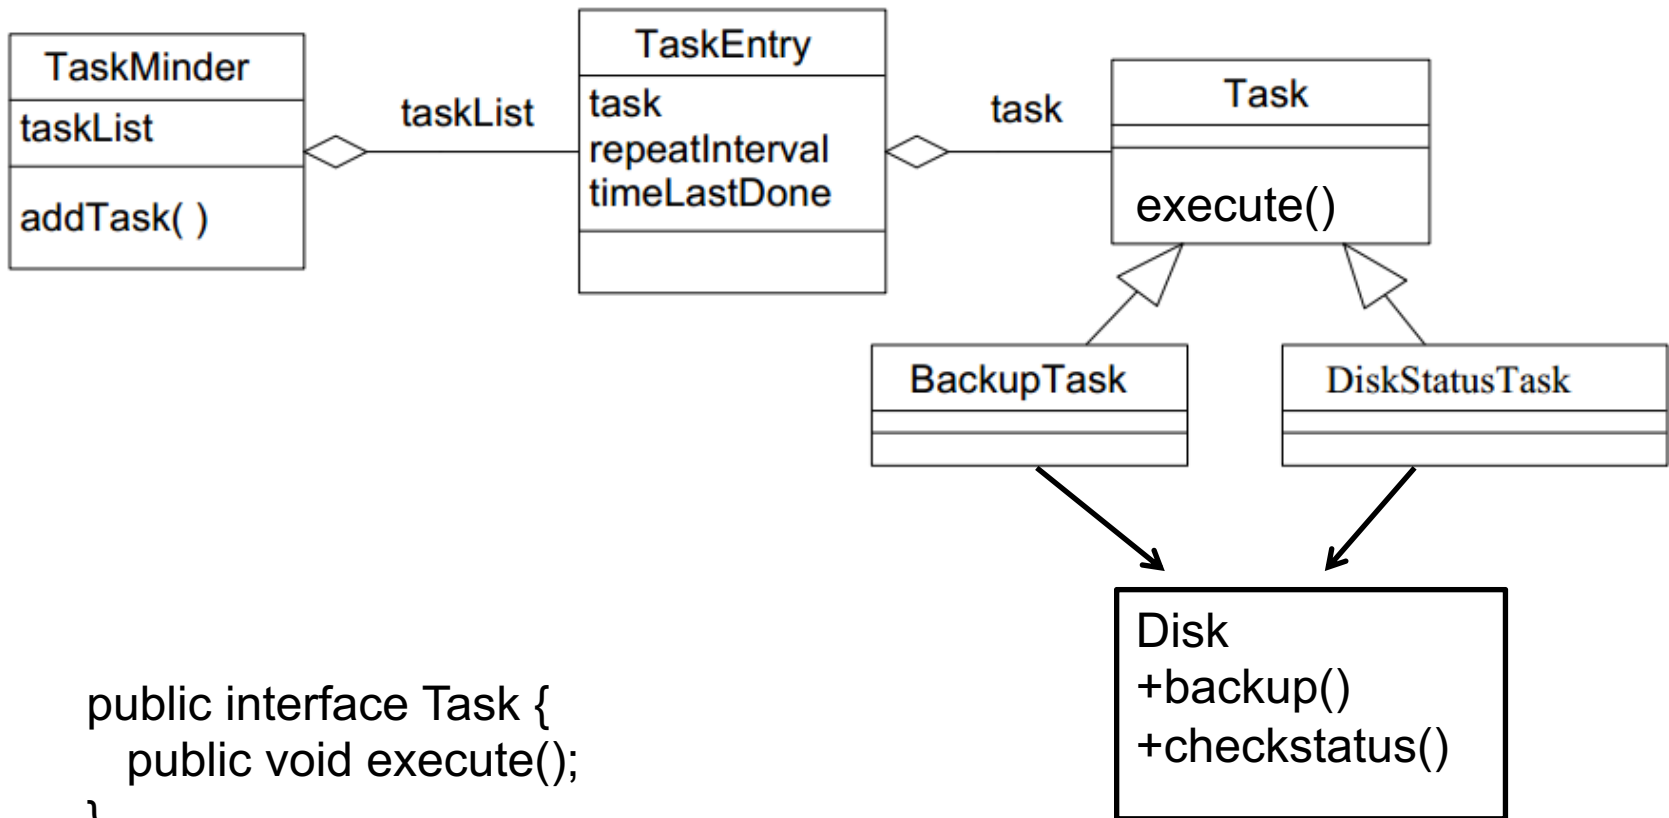 TaskMinder
taskList
addTask( )
taskList
TaskEntry
task
repeatInterval
timeLastDone
task
Task
execute()
BackupTask
DiskStatusTask
Disk
+backup()
+checkstatus()
public interface Task {
public void execute();
}